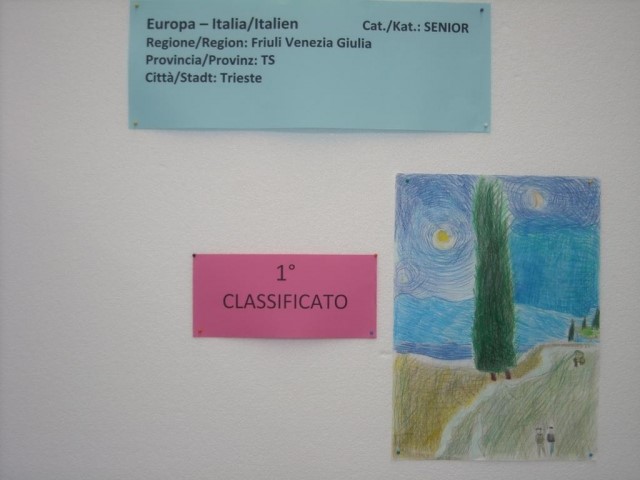 Europa – Italia/Italien Cat./Kat.: SENIOR
Regione/Region: Friuli Venezia Giulia
Provincia/Provinz: TS
Città/Stadt: Trieste
1°
CLASSIFICATO